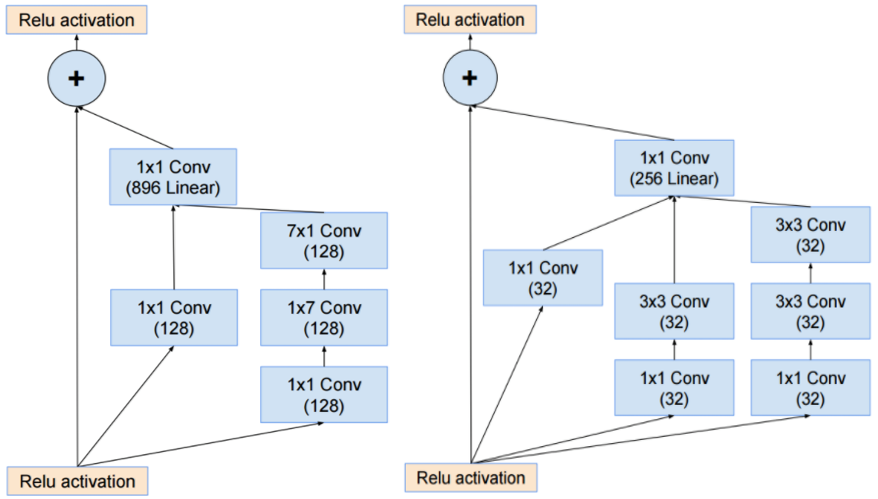 Relu activation
+
1x1 Conv
(896 Linear)
7x1 Conv
(128)
1x1 Conv
(128)
1x7 Conv
(128)
1x1 Conv
(128)
Relu activation
Relu activation
+
1x1 Conv
(256 Linear)
3x3 Conv
(32)
1x1 Conv
(32)
3x3 Conv
(32)
3x3 Conv
(32)
1x1 Conv
(32)
1x1 Conv
(32)
Relu activation